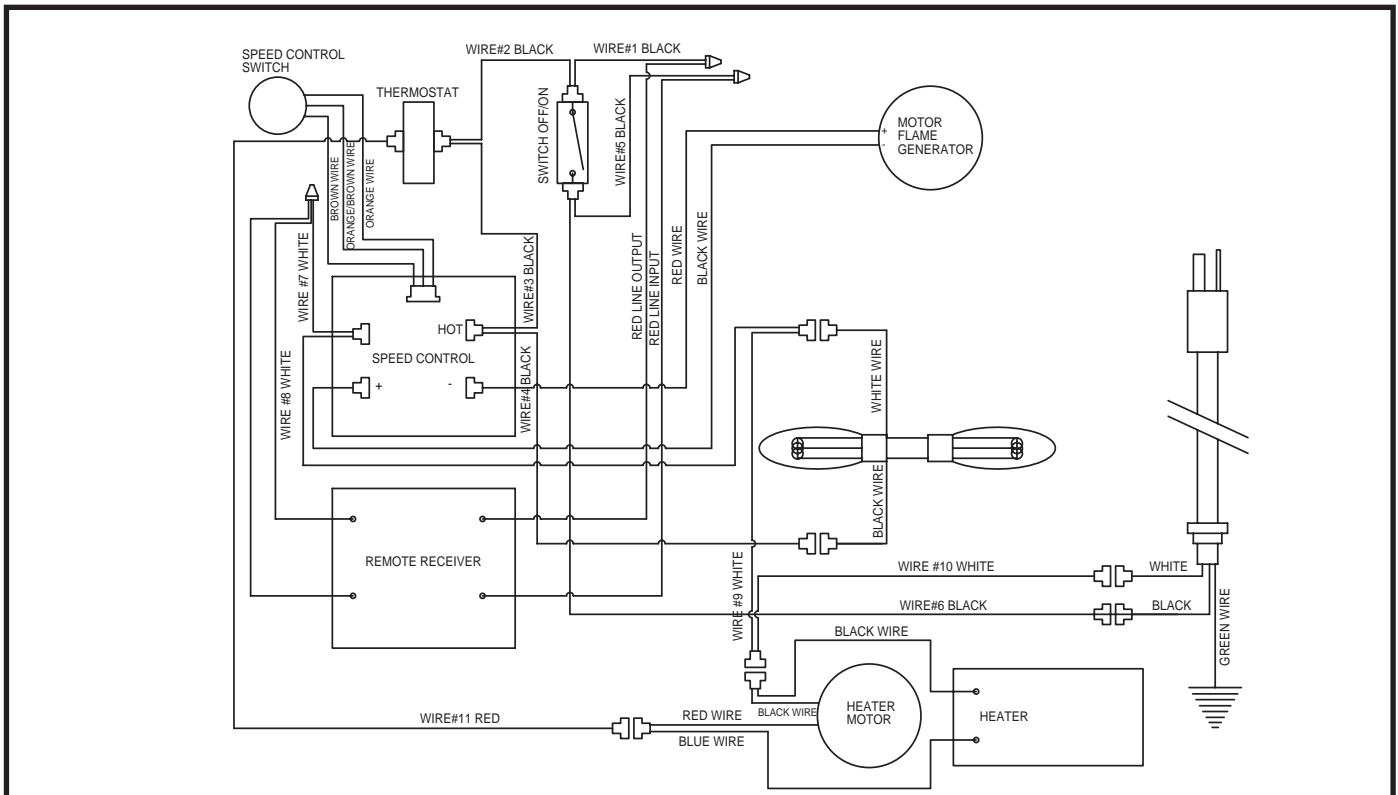 SPEED CONTROL
SWITCH
WIRE#2 BLACK
WIRE#1 BLACK
THERMOSTAT
SWITCH OFF/ON
WIRE#5 BLACK
MOTOR
FLAME
GENERATOR
+
-
BROWN WIRE
ORANGE/BROWN WIRE
ORANGE WIRE
WIRE #7 WHITE
WIRE#3 BLACK
RED LINE OUTPUT
RED LINE INPUT
RED WIRE
BLACK WIRE
HOT
SPEED CONTROL
+
-
WIRE #8 WHITE
WIRE#4 BLACK
WHITE WIRE
BLACK WIRE
REMOTE RECEIVER
WIRE #9 WHITE
WIRE #10 WHITE
WHITE
WIRE#6 BLACK
BLACK
GREEN WIRE
BLACK WIRE
BLACK WIRE
HEATER
MOTOR
HEATER
WIRE#11 RED
RED WIRE
BLUE WIRE